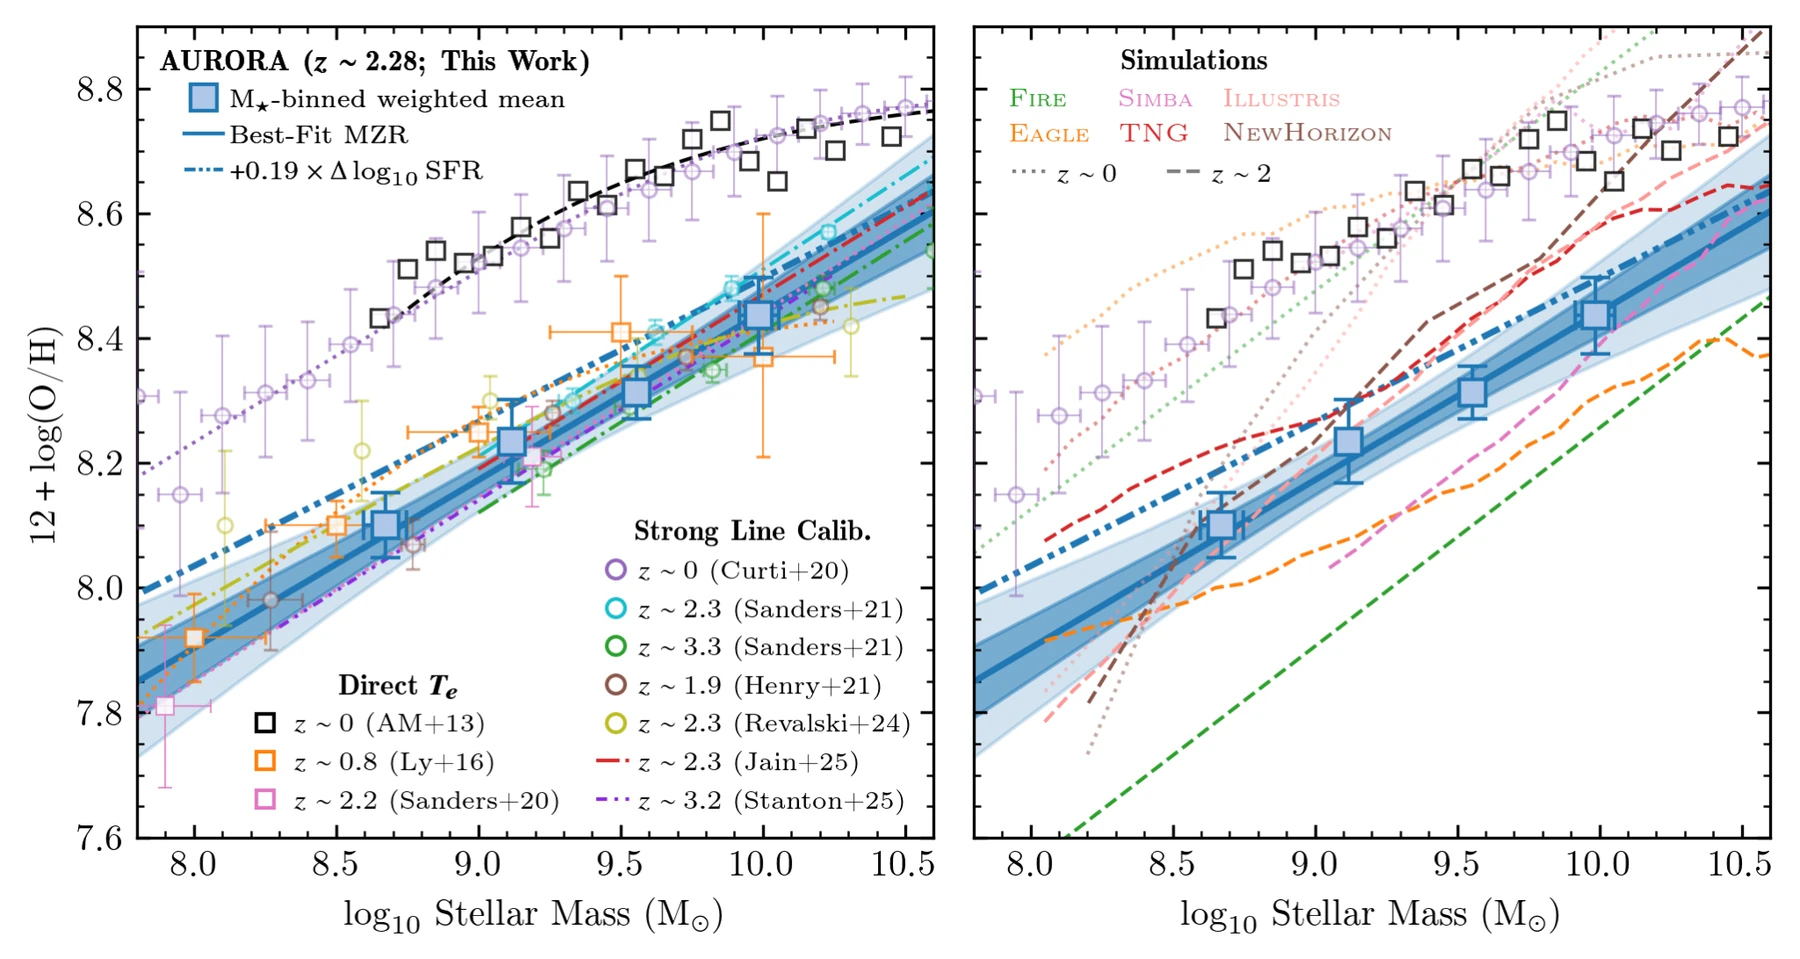 AURORA (z ~ 2.28; This Work)
M★-binned weighted mean
Best-Fit MZR
+0.19 × Δ log₁₀ SFR
Strong Line Calib.
z ~ 0 (Curti+20)
z ~ 2.3 (Sanders+21)
z ~ 3.3 (Sanders+21)
z ~ 1.9 (Henry+21)
z ~ 2.3 (Revalski+24)
z ~ 2.3 (Jain+25)
z ~ 3.2 (Stanton+25)
Direct Tₑ
z ~ 0 (AM+13)
z ~ 0.8 (Ly+16)
z ~ 2.2 (Sanders+20)
12 + log(O/H)
8.8
8.6
8.4
8.2
8.0
7.8
7.6
8.0 8.5 9.0 9.5 10.0 10.5
log₁₀ Stellar Mass (M⊙)
Simulations
FIRE SIMBA ILLUSTRIS
EAGLE TNG NEWHORIZON
z ~ 0 z ~ 2
8.0 8.5 9.0 9.5 10.0 10.5
log₁₀ Stellar Mass (M⊙)